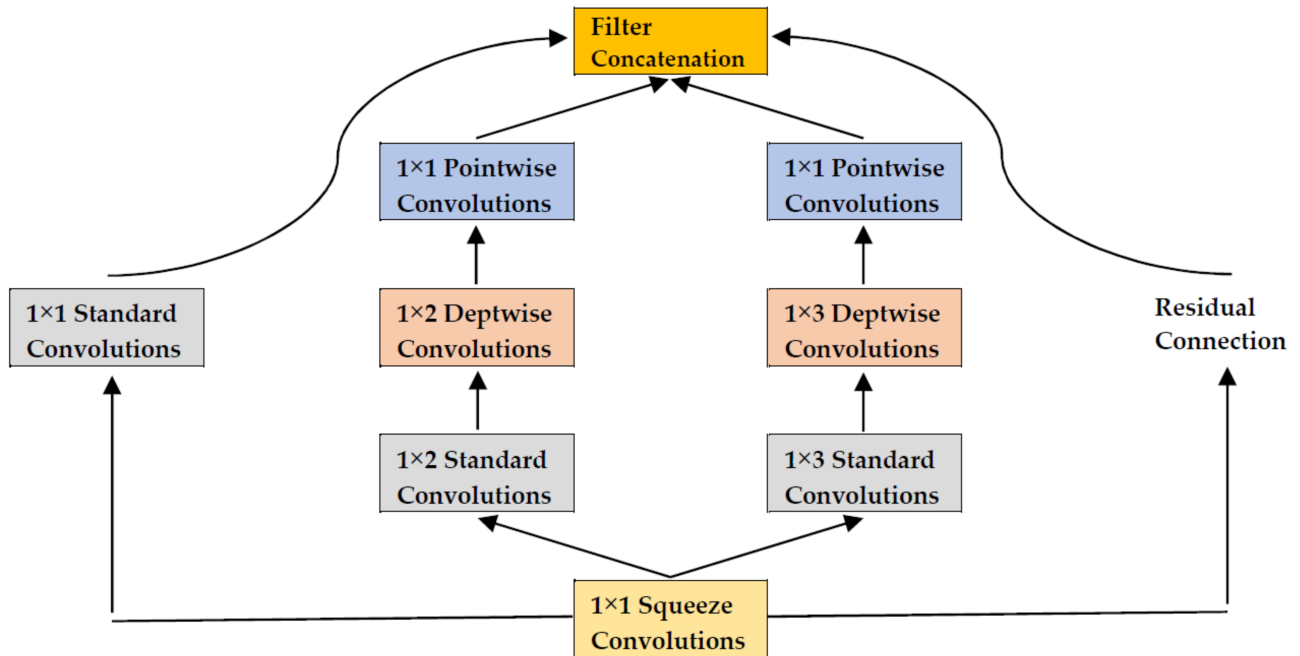 Filter
Concatenation
1×1 Pointwise
Convolutions
1×1 Pointwise
Convolutions
1×1 Standard
Convolutions
1×2 Deptwise
Convolutions
1×3 Deptwise
Convolutions
Residual
Connection
1×2 Standard
Convolutions
1×3 Standard
Convolutions
1×1 Squeeze
Convolutions